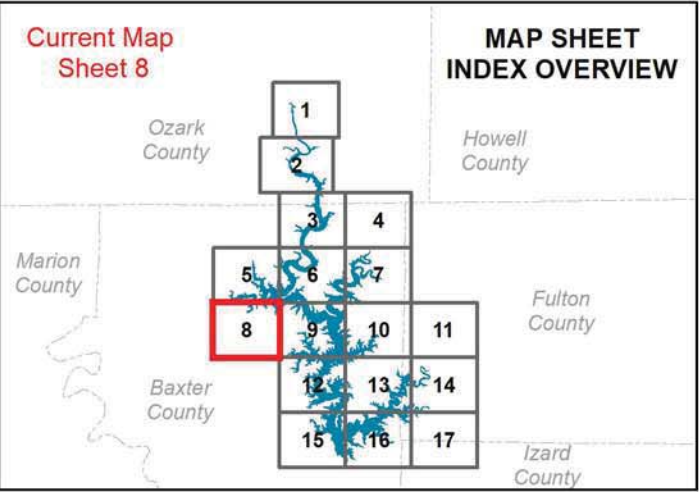 Current Map
Sheet 8
MAP SHEET
INDEX OVERVIEW
1
Ozark
County
Howell
County
2
3 4
Marion
County
5 6 7
Fulton
County
8 9 10 11
Baxter
County
12 13 14
15 16 17
Izard
County